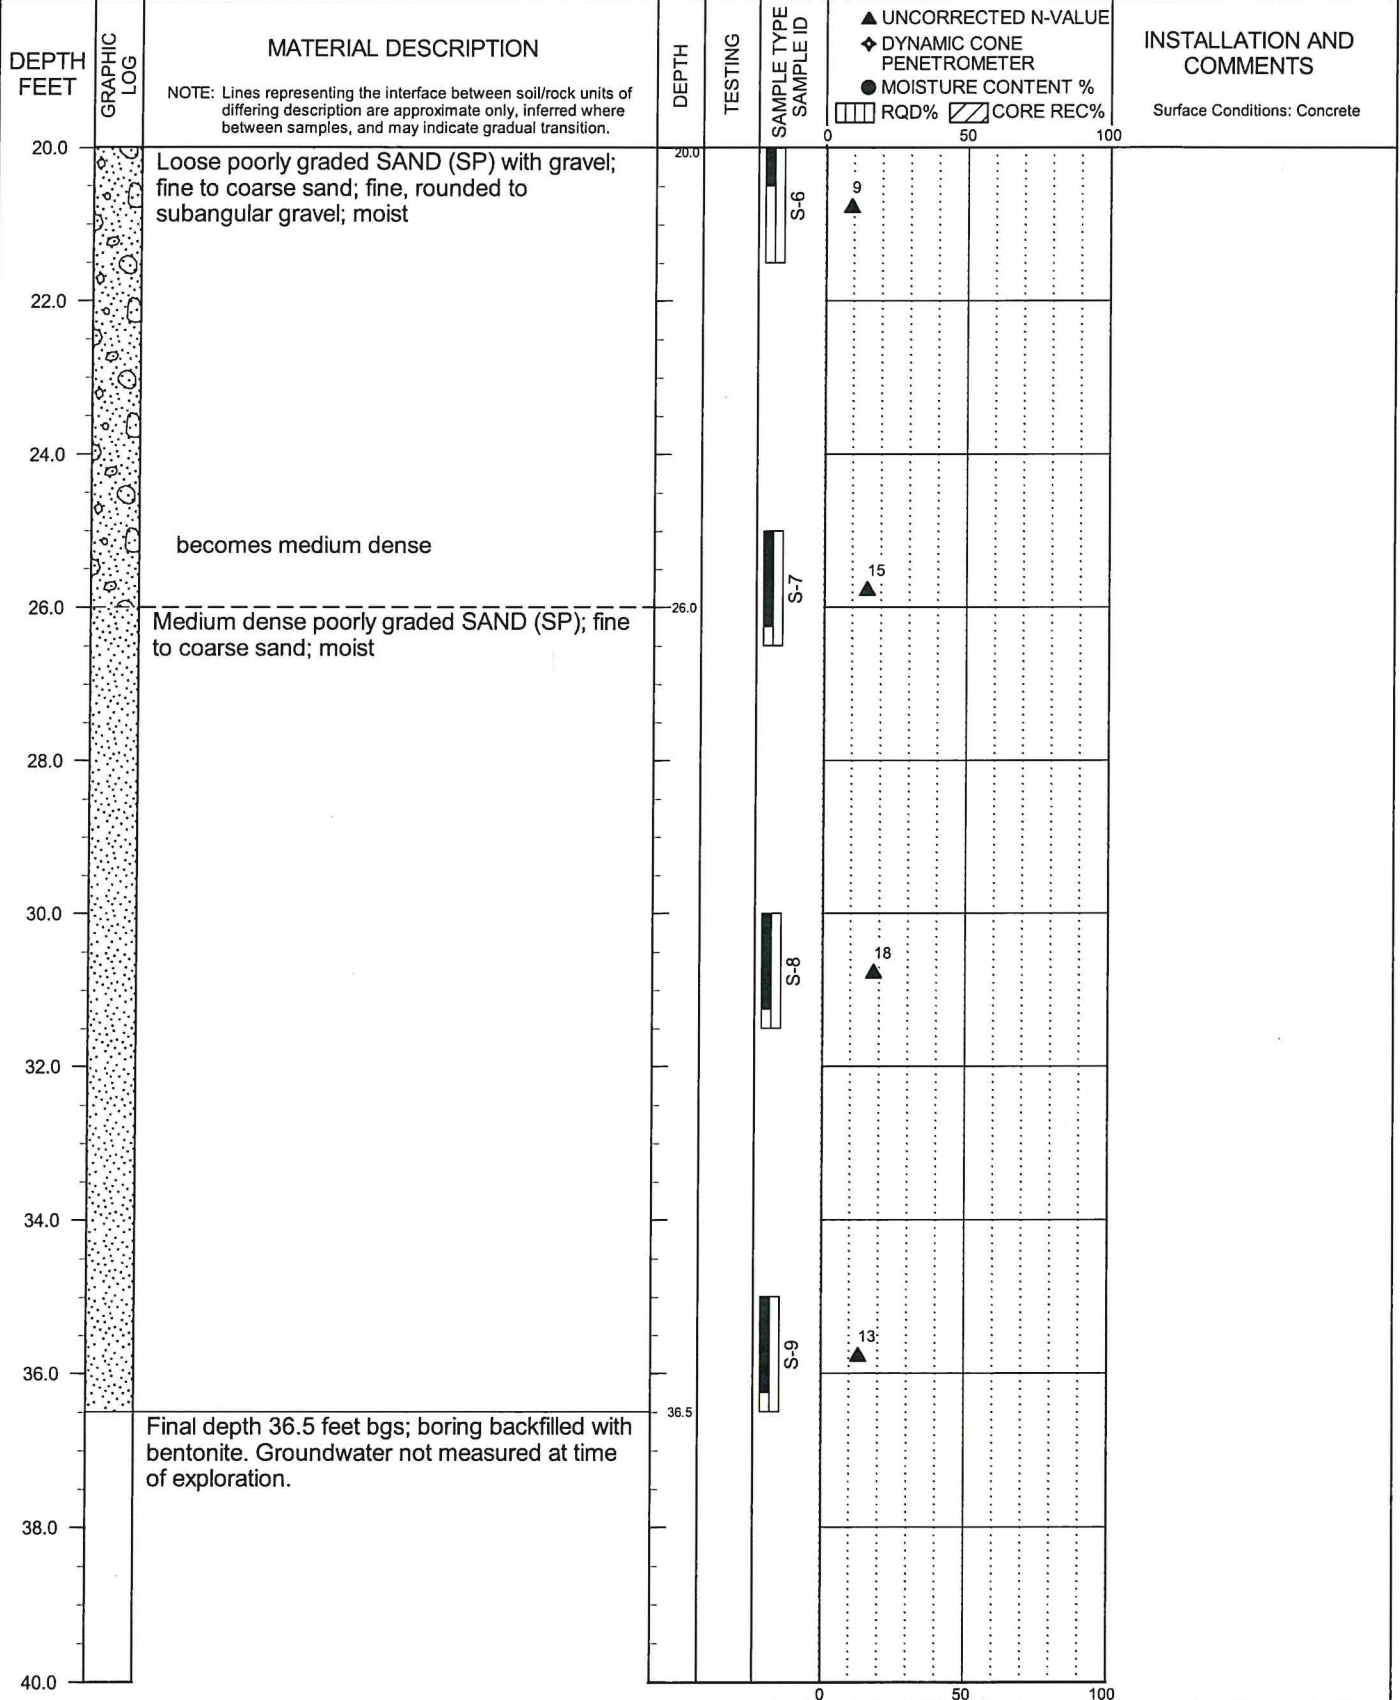 DEPTH
FEET
GRAPHIC
LOG
MATERIAL DESCRIPTION
NOTE: Lines representing the interface between soil/rock units of
differing description are approximate only, inferred where
between samples, and may indicate gradual transition.
DEPTH
TESTING
SAMPLE TYPE
SAMPLE ID
▲ UNCORRECTED N-VALUE
DYNAMIC CONE
PENETROMETER
● MOISTURE CONTENT %
RQD% CORE REC%
0 50 100
INSTALLATION AND
COMMENTS
Surface Conditions: Concrete
20.0
Loose poorly graded SAND (SP) with gravel;
fine to coarse sand; fine, rounded to
subangular gravel; moist
20.0
S-6
9
22.0
24.0
becomes medium dense
S-7
15
26.0
26.0
Medium dense poorly graded SAND (SP); fine
to coarse sand; moist
28.0
30.0
S-8
18
32.0
34.0
S-9
13
36.0
36.5
Final depth 36.5 feet bgs; boring backfilled with
bentonite. Groundwater not measured at time
of exploration.
38.0
40.0
0 50 100